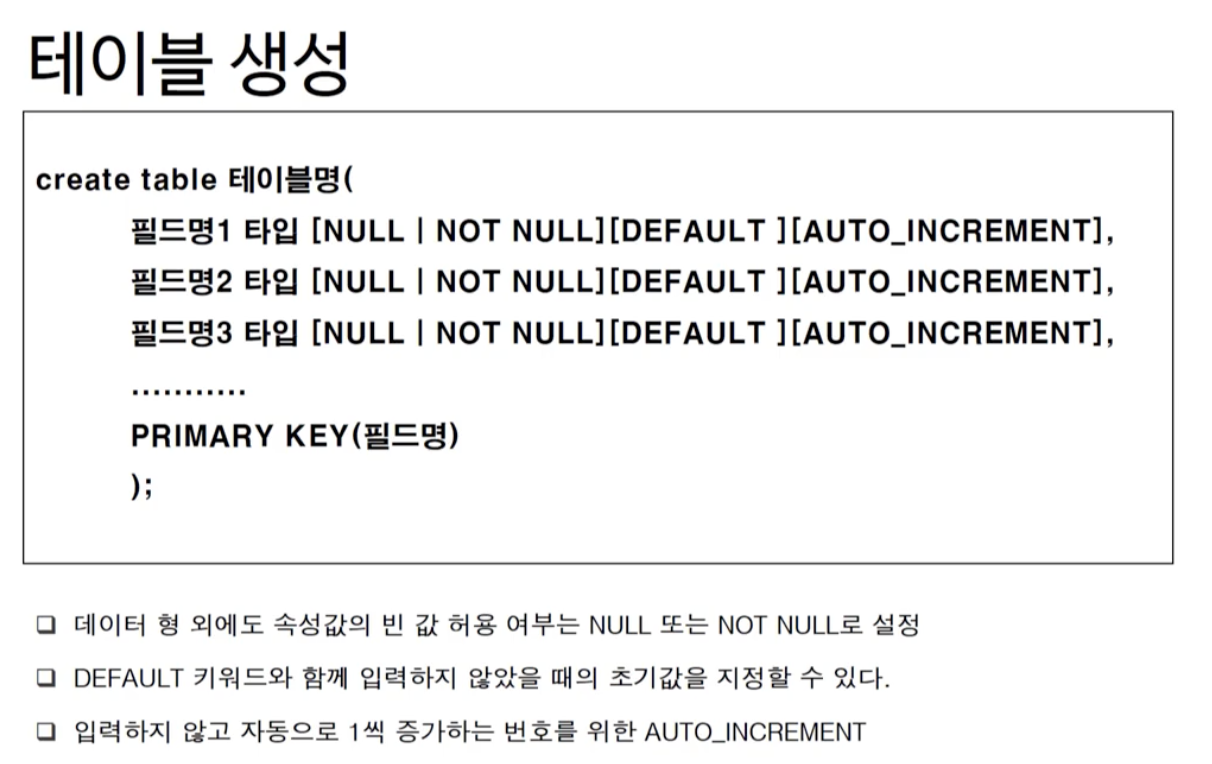 테이블 생성
create table 테이블명(
필드명1 타입 [NULL | NOT NULL][DEFAULT ][AUTO_INCREMENT],
필드명2 타입 [NULL | NOT NULL][DEFAULT ][AUTO_INCREMENT],
필드명3 타입 [NULL | NOT NULL][DEFAULT ][AUTO_INCREMENT],
...........
PRIMARY KEY(필드명)
);
❑ 데이터 형 외에도 속성값의 빈 값 허용 여부는 NULL 또는 NOT NULL로 설정
❑ DEFAULT 키워드와 함께 입력하지 않았을 때의 초기값을 지정할 수 있다.
❑ 입력하지 않고 자동으로 1씩 증가하는 번호를 위한 AUTO_INCREMENT